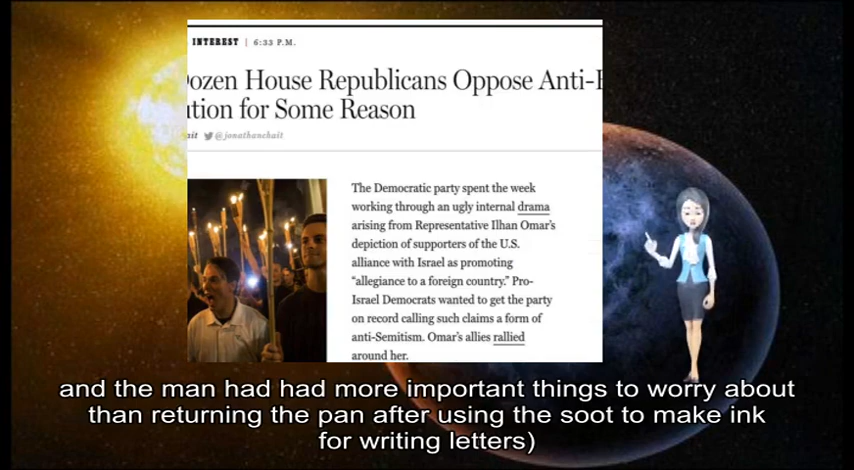 INTEREST | 6:33 P.M.
ozen House Republicans Oppose Anti-
ution for Some Reason
ait @jonathanchait
The Democratic party spent the week
working through an ugly internal drama
arising from Representative Ilhan Omar's
depiction of supporters of the U.S.
alliance with Israel as promoting
"allegiance to a foreign country." Pro-
Israel Democrats wanted to get the party
on record calling such claims a form of
anti-Semitism. Omar's allies rallied
around her.
and the man had had more important things to worry about
than returning the pan after using the soot to make ink
for writing letters)